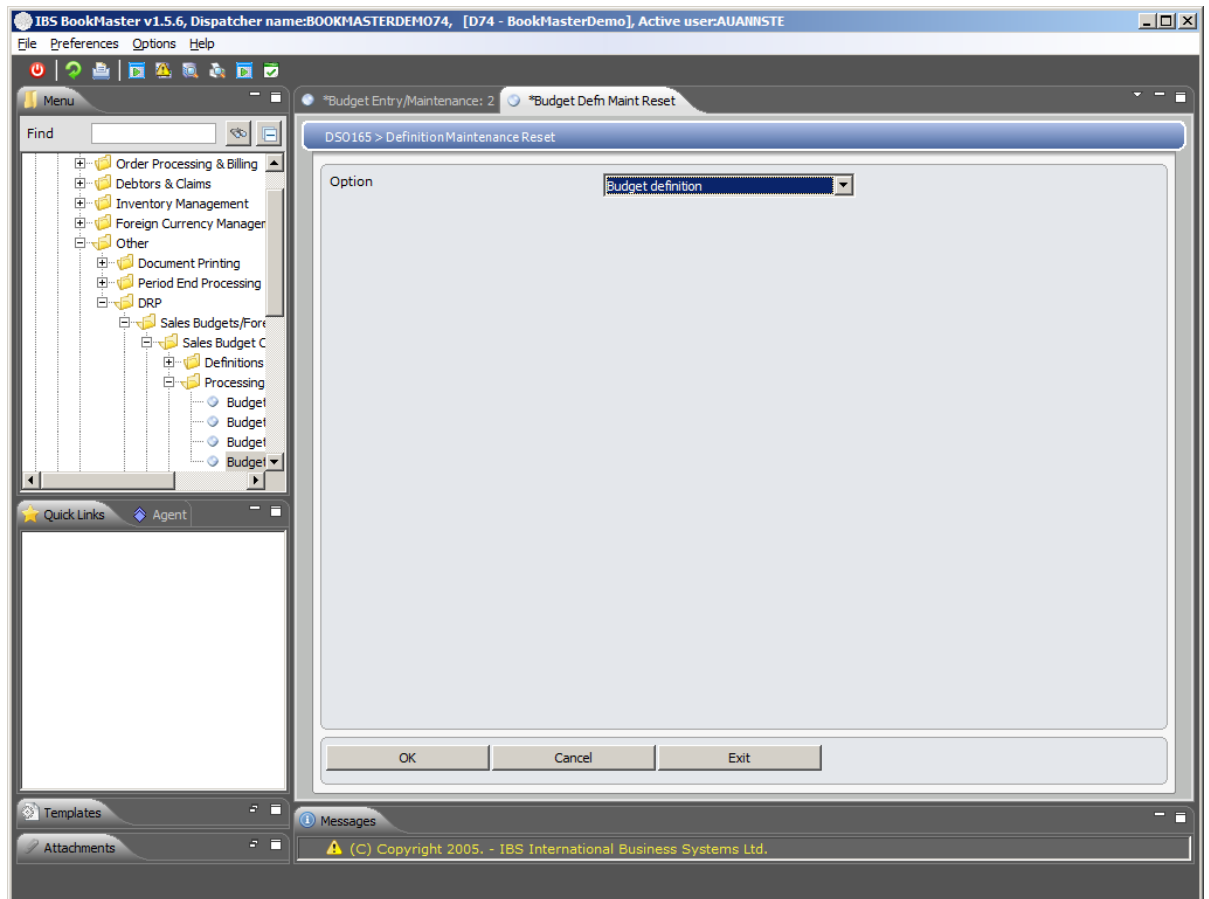 IBS BookMaster v1.5.6, Dispatcher name:BOOKMASTERDEMO74, [D74 - BookMasterDemo], Active user:AUANNSTE
File Preferences Options Help
Menu
*Budget Entry/Maintenance: 2
*Budget Defn Maint Reset
Find
DSO165 > Definition Maintenance Reset
Option
Budget definition
Order Processing & Billing
Debtors & Claims
Inventory Management
Foreign Currency Manager
Other
Document Printing
Period End Processing
DRP
Sales Budgets/Fore
Sales Budget C
Definitions
Processing
Budget
Budget
Budget
Budget
Quick Links
Agent
OK Cancel Exit
Templates
Messages
Attachments
(C) Copyright 2005. - IBS International Business Systems Ltd.